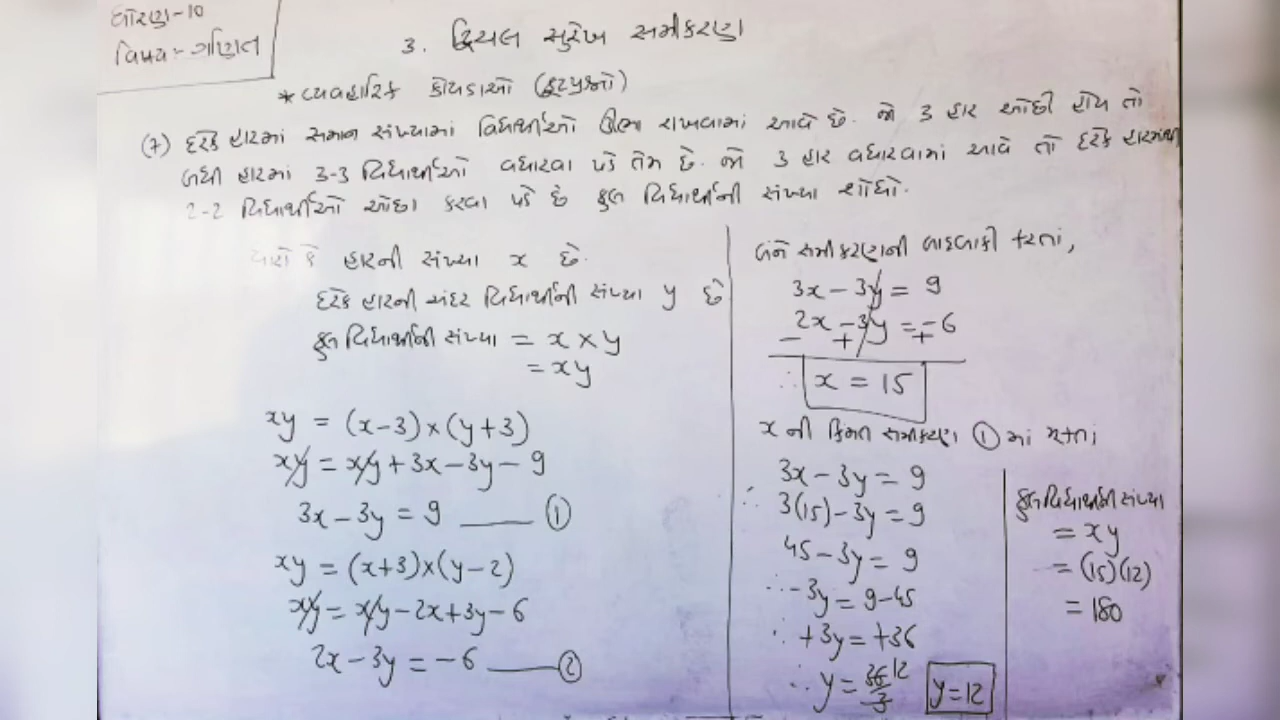 ધોરણ-10
વિષય:-ગણિત
3. દ્વિચલ સુરેખ સમીકરણ
* વ્યવહારિક કોયડાઓ (કૂટપ્રશ્નો)
(7) દરેક હારમાં સમાન સંખ્યામાં વિદ્યાર્થીઓ ઊભા રાખવામાં આવે છે. જો 3 હાર ઓછી હોય તો
બધી હારમાં 3-3 વિદ્યાર્થીઓ વધારવા પડે તેમ છે. જો 3 હાર વધારવામાં આવે તો દરેક હારમાંથી
2-2 વિદ્યાર્થીઓ ઓછા કરવા પડે છે કુલ વિદ્યાર્થીની સંખ્યા શોધો.
ધારો કે હારની સંખ્યા x છે.
દરેક હારની અંદર વિદ્યાર્થીની સંખ્યા y છે
કુલ વિદ્યાર્થીની સંખ્યા = x × y
= xy
xy = (x-3)×(y+3)
xy = xy + 3x - 3y - 9
3x - 3y = 9 ——— ①
xy = (x+3)×(y-2)
xy = xy - 2x + 3y - 6
2x - 3y = -6 ——— ②
બંને સમીકરણની બાદબાકી કરતાં,
3x - 3y = 9
2x - 3y = -6
- + +
∴ x = 15
x ની કિંમત સમીકરણ ① માં મૂકતાં
3x - 3y = 9
∴ 3(15) - 3y = 9
45 - 3y = 9
∴ -3y = 9-45
∴ +3y = +36
∴ y = 36/3 12 y = 12
કુલ વિદ્યાર્થીની સંખ્યા
= xy
= (15)(12)
= 180